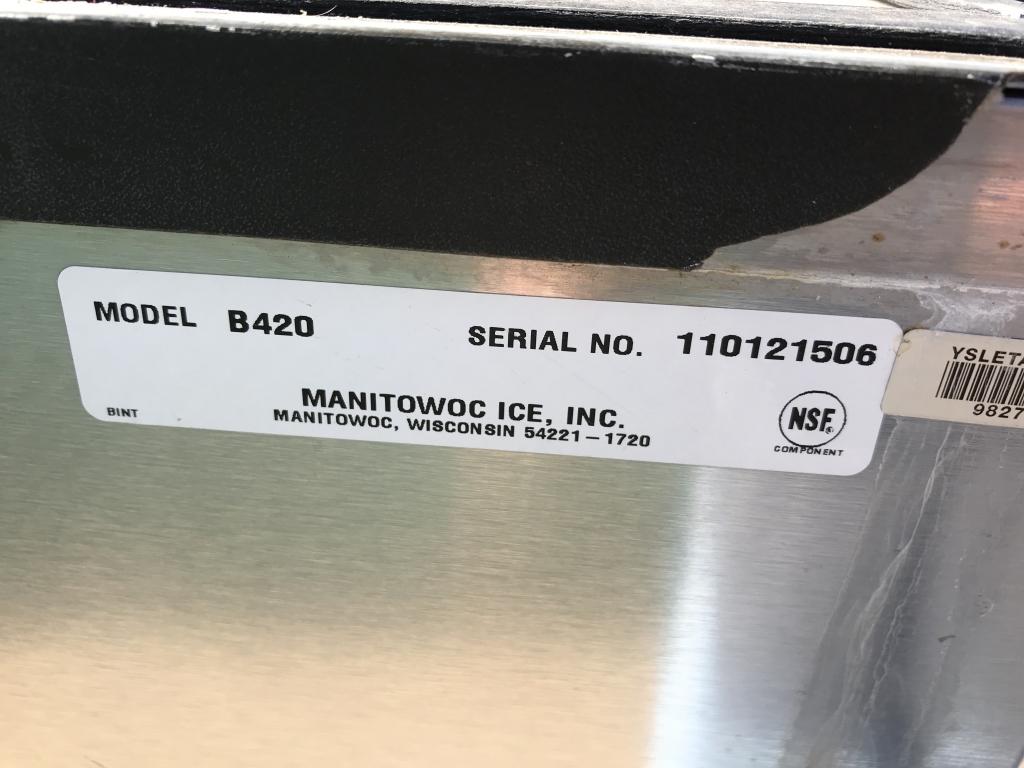 MODEL B420 SERIAL NO. 110121506
MANITOWOC ICE, INC.
MANITOWOC, WISCONSIN 54221-1720
BINT
NSF®
COMPONENT
YSLETA
9827